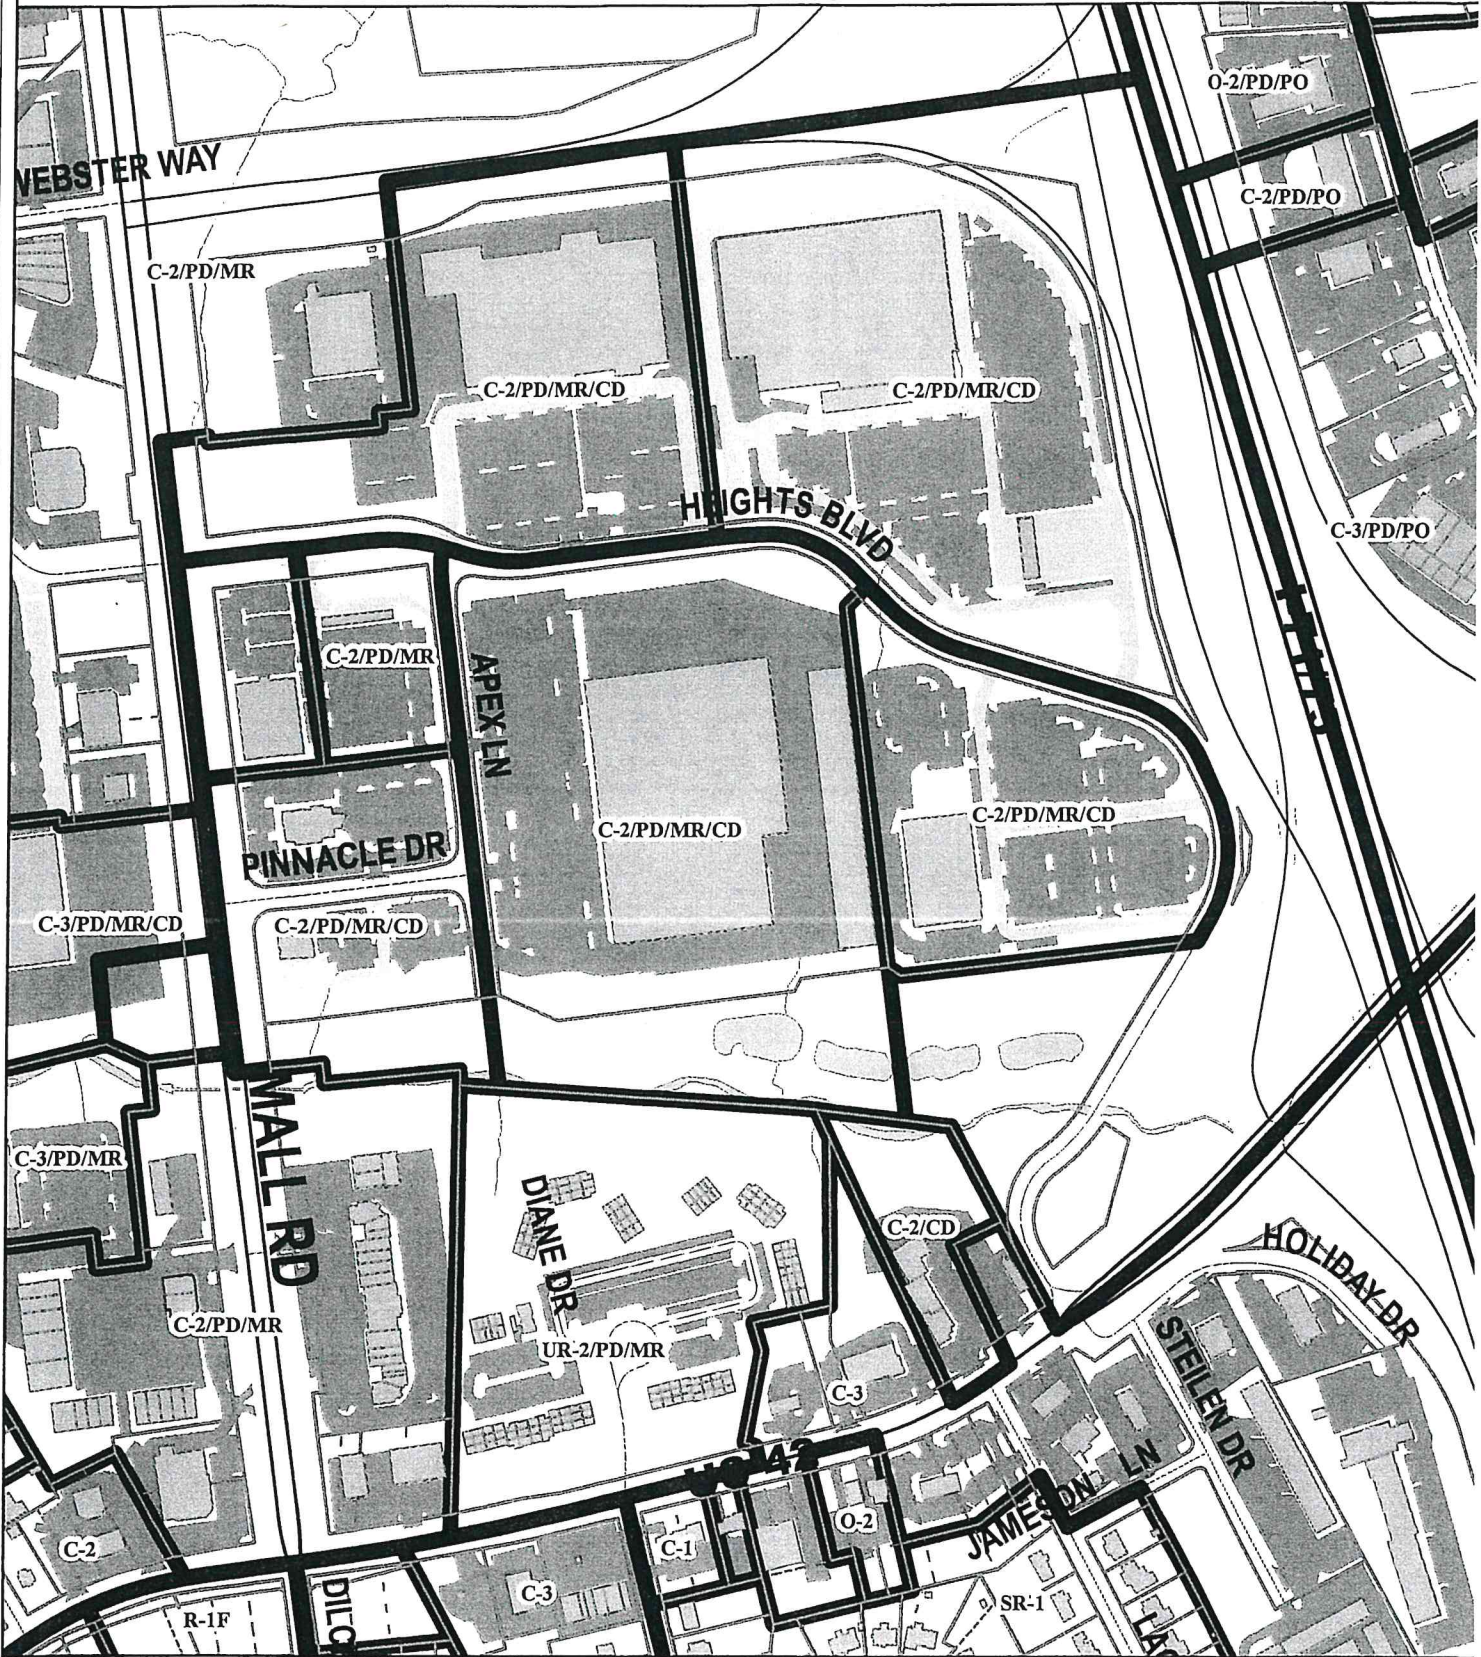 O-2/PD/PO
WEBSTER WAY
C-2/PD/PO
C-2/PD/MR
C-2/PD/MR/CD
C-2/PD/MR/CD
HEIGHTS BLVD
C-3/PD/PO
C-2/PD/MR
APEX LN
C-2/PD/MR/CD
C-2/PD/MR/CD
PINNACLE DR
C-3/PD/MR/CD
C-2/PD/MR/CD
MALL RD
C-3/PD/MR
DIANE DR
C-2/CD
HOLIDAY DR
C-2/PD/MR
UR-2/PD/MR
STEILEN DR
C-3
US 42
JAMESON LN
C-2
C-1
O-2
C-3
R-1F
SR-1